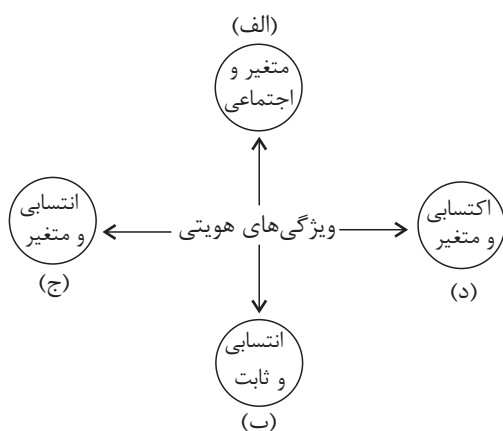 (الف)
متغیر و
اجتماعی
اکتسابی
و متغیر
(د)
ویژگی‌های هویتی
انتسابی
و متغیر
(ج)
انتسابی
و ثابت
(ب)